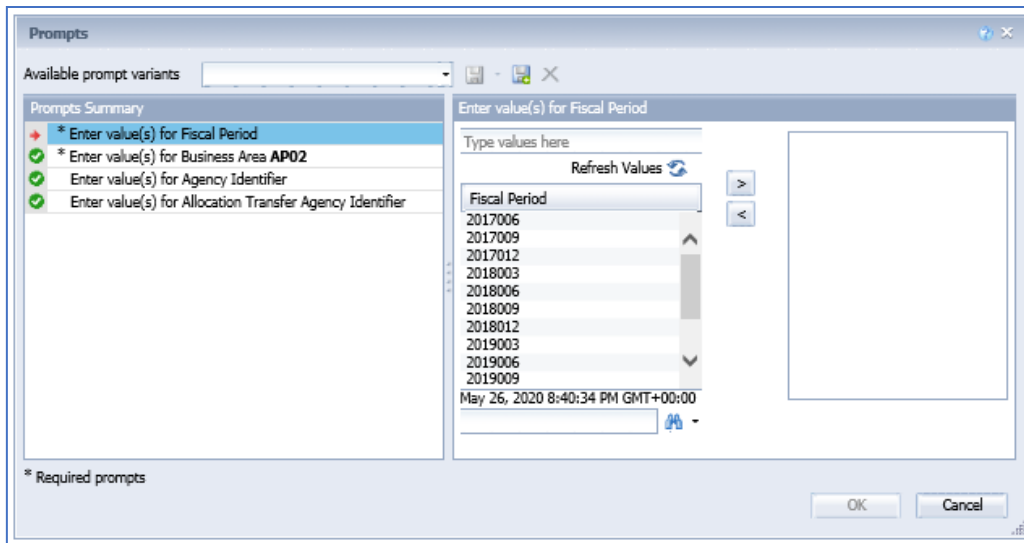 Prompts
Available prompt variants
Prompts Summary
* Enter value(s) for Fiscal Period
* Enter value(s) for Business Area AP02
Enter value(s) for Agency Identifier
Enter value(s) for Allocation Transfer Agency Identifier
Enter value(s) for Fiscal Period
Type values here
Refresh Values
Fiscal Period
2017006
2017009
2017012
2018003
2018006
2018009
2018012
2019003
2019006
2019009
May 26, 2020 8:40:34 PM GMT+00:00
>
<
* Required prompts
OK
Cancel